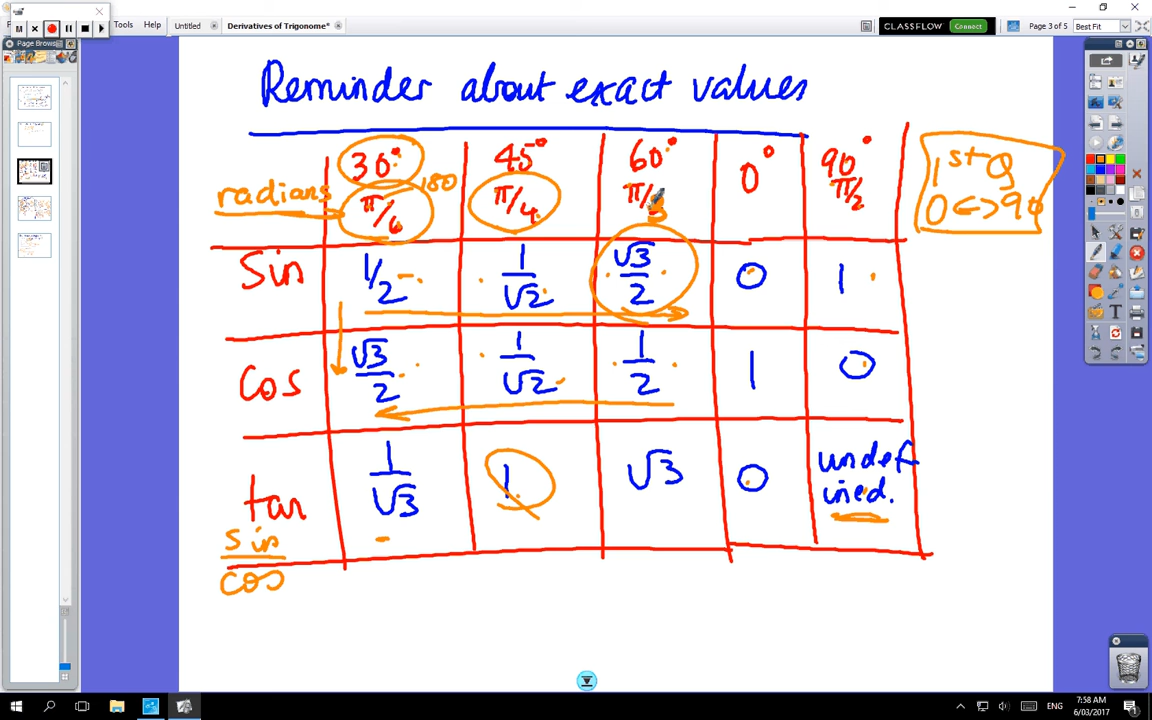 Tools Help Untitled Derivatives of Trigonome* CLASSFLOW Connect Page 3 of 5 Best Fit
Page Brows
Reminder about exact values
30° 45° 60° 0° 90°
radians π/6 180 π/4 π/3 π/2
1st Q
0 <-> 90
Sin 1/2 1/√2 √3/2 0 1
Cos √3/2 1/√2 1/2 1 0
tan 1/√3 1 √3 0 undefined.
sin
cos
ENG
7:58 AM
6/03/2017